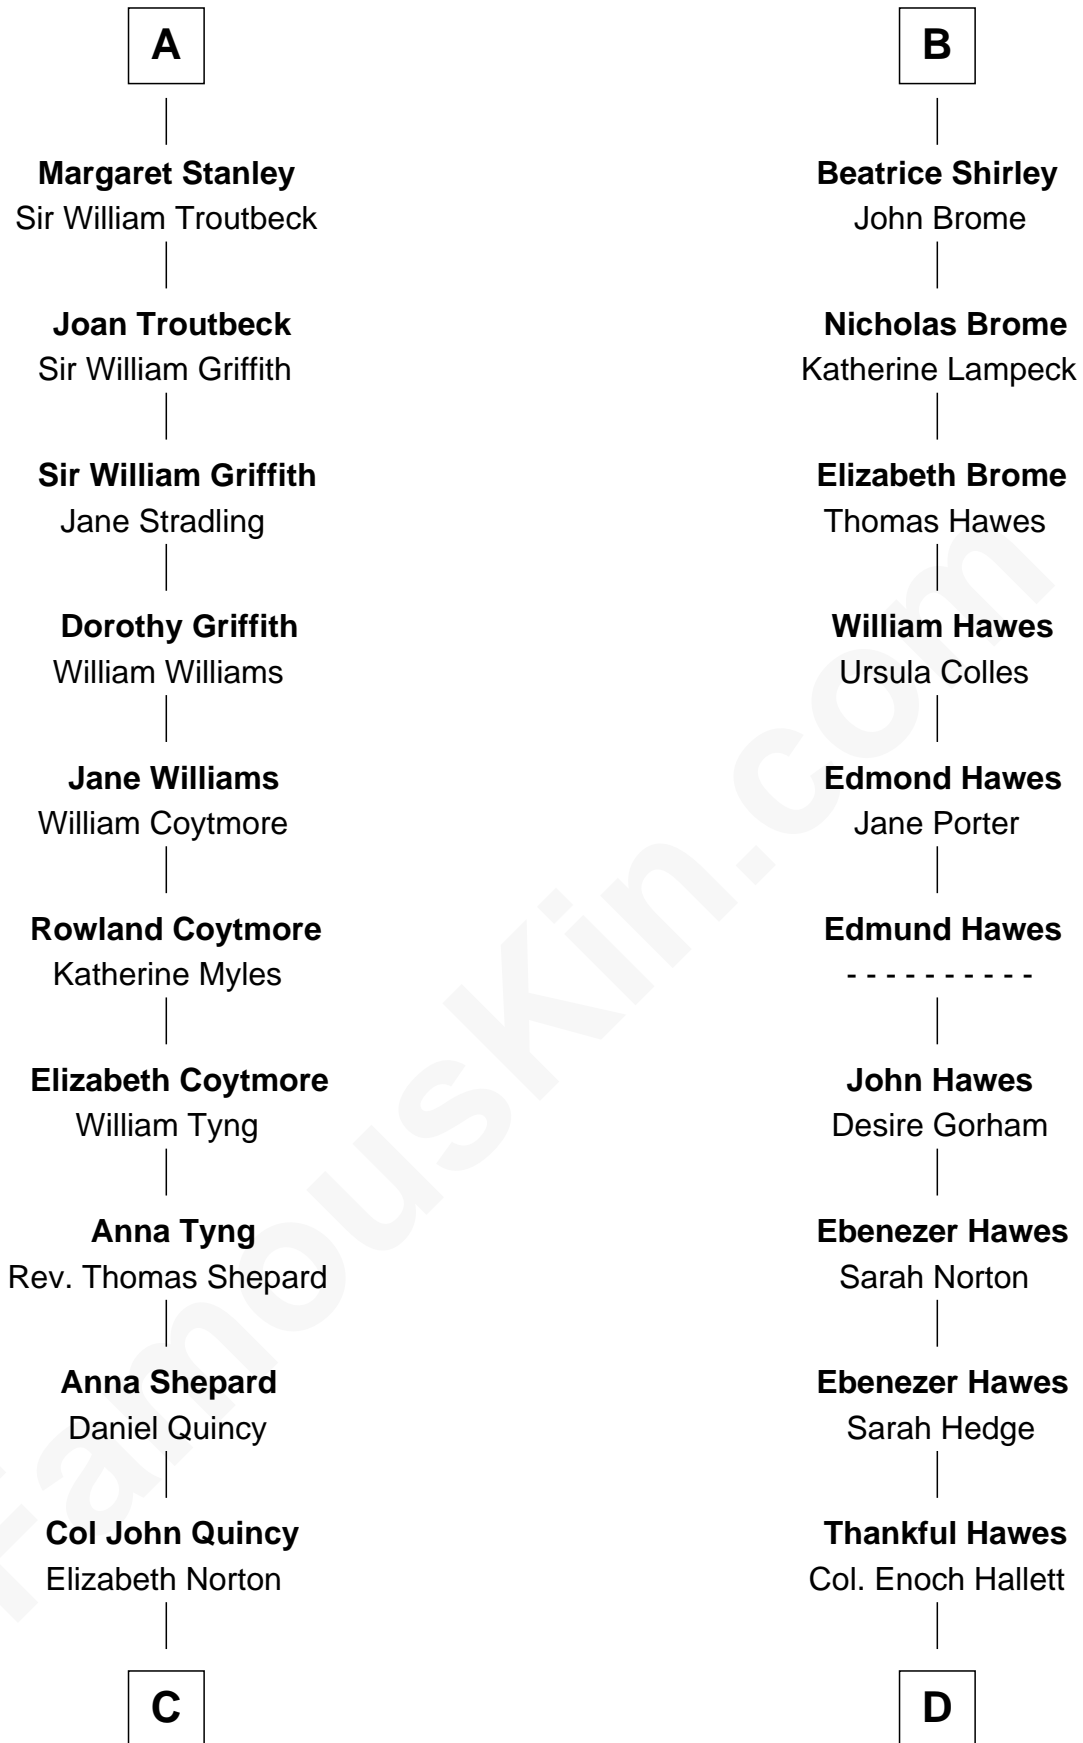 A
Margaret Stanley
Sir William Troutbeck
Joan Troutbeck
Sir William Griffith
Sir William Griffith
Jane Stradling
Dorothy Griffith
William Williams
Jane Williams
William Coytmore
Rowland Coytmore
Katherine Myles
Elizabeth Coytmore
William Tyng
Anna Tyng
Rev. Thomas Shepard
Anna Shepard
Daniel Quincy
Col John Quincy
Elizabeth Norton
C
B
Beatrice Shirley
John Brome
Nicholas Brome
Katherine Lampeck
Elizabeth Brome
Thomas Hawes
William Hawes
Ursula Colles
Edmond Hawes
Jane Porter
Edmund Hawes
- - - - - - - - - -
John Hawes
Desire Gorham
Ebenezer Hawes
Sarah Norton
Ebenezer Hawes
Sarah Hedge
Thankful Hawes
Col. Enoch Hallett
D
FamousKin.com